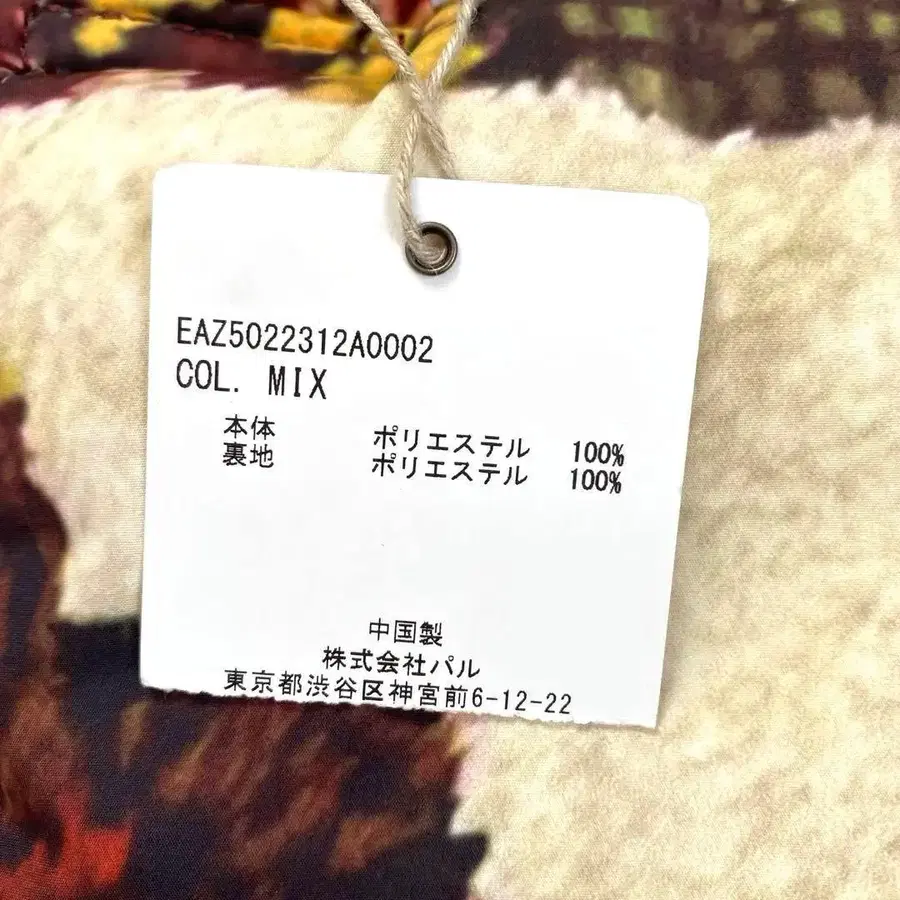 EAZ5022312A0002
COL. MIX
本体 ポリエステル 100%
裏地 ポリエステル 100%
中国製
株式会社パル
東京都渋谷区神宮前6-12-22